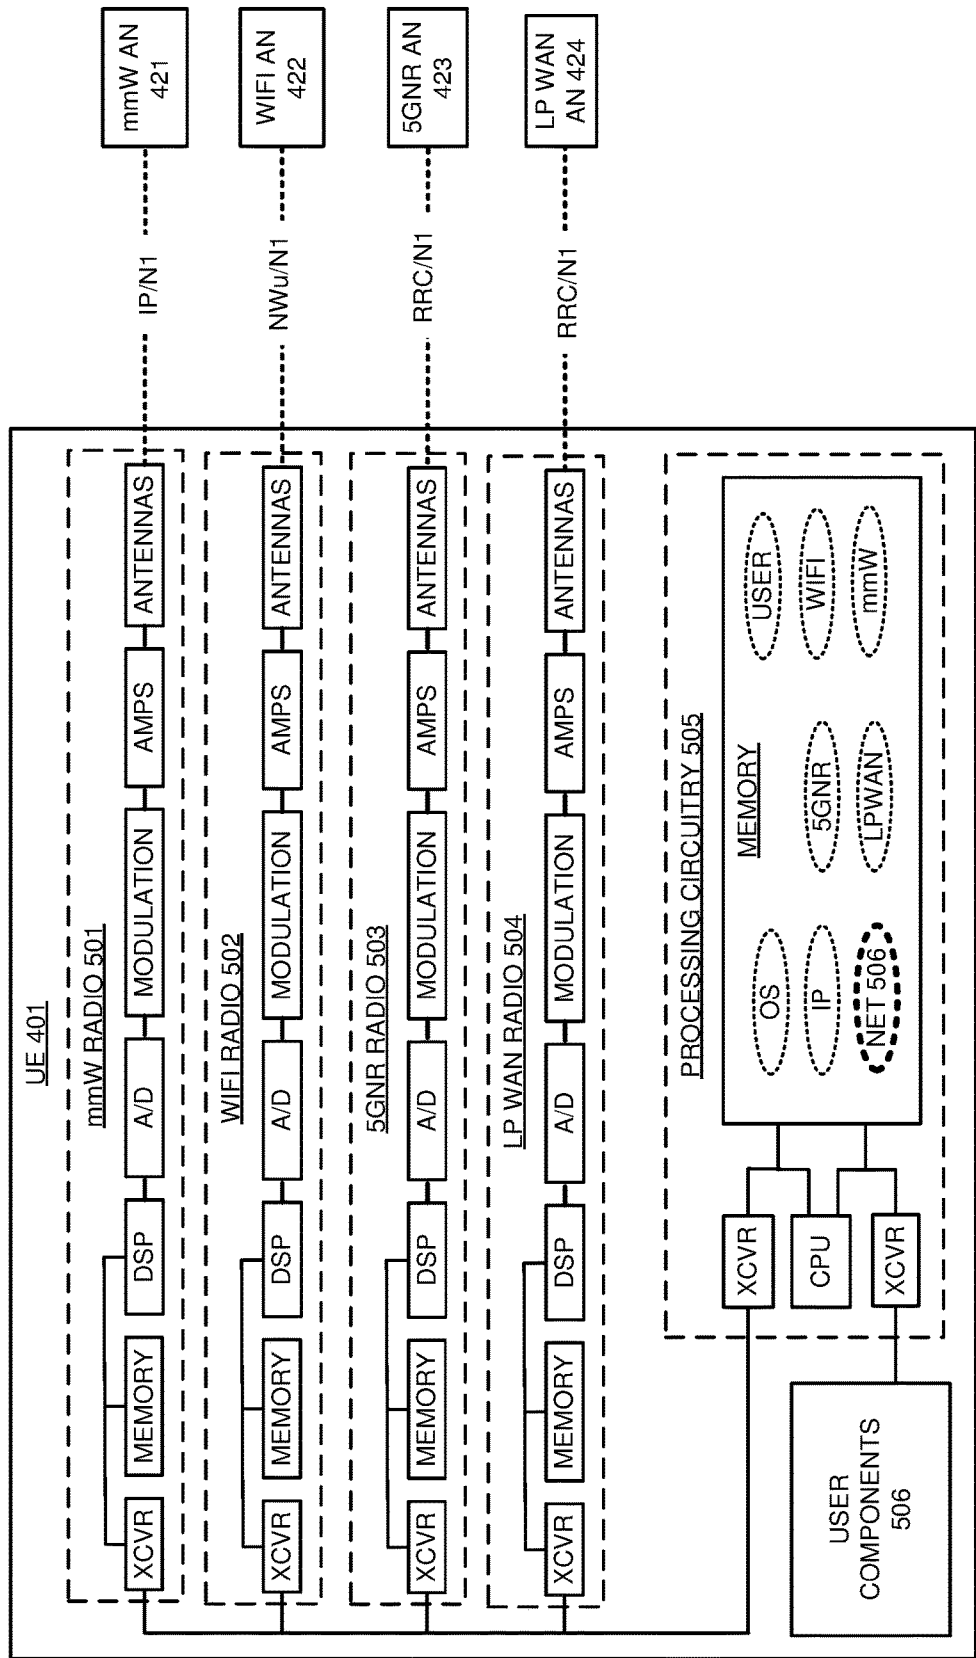 UE 401
mmW RADIO 501
XCVR
MEMORY
DSP
A/D
MODULATION
AMPS
ANTENNAS
IP/N1
mmW AN
421
WIFI RADIO 502
XCVR
MEMORY
DSP
A/D
MODULATION
AMPS
ANTENNAS
NWu/N1
WIFI AN
422
5GNR RADIO 503
XCVR
MEMORY
DSP
A/D
MODULATION
AMPS
ANTENNAS
RRC/N1
5GNR AN
423
LP WAN RADIO 504
XCVR
MEMORY
DSP
A/D
MODULATION
AMPS
ANTENNAS
RRC/N1
LP WAN
AN 424
PROCESSING CIRCUITRY 505
XCVR
CPU
XCVR
MEMORY
OS
USER
IP
5GNR
WIFI
NET 506
LPWAN
mmW
USER
COMPONENTS
506